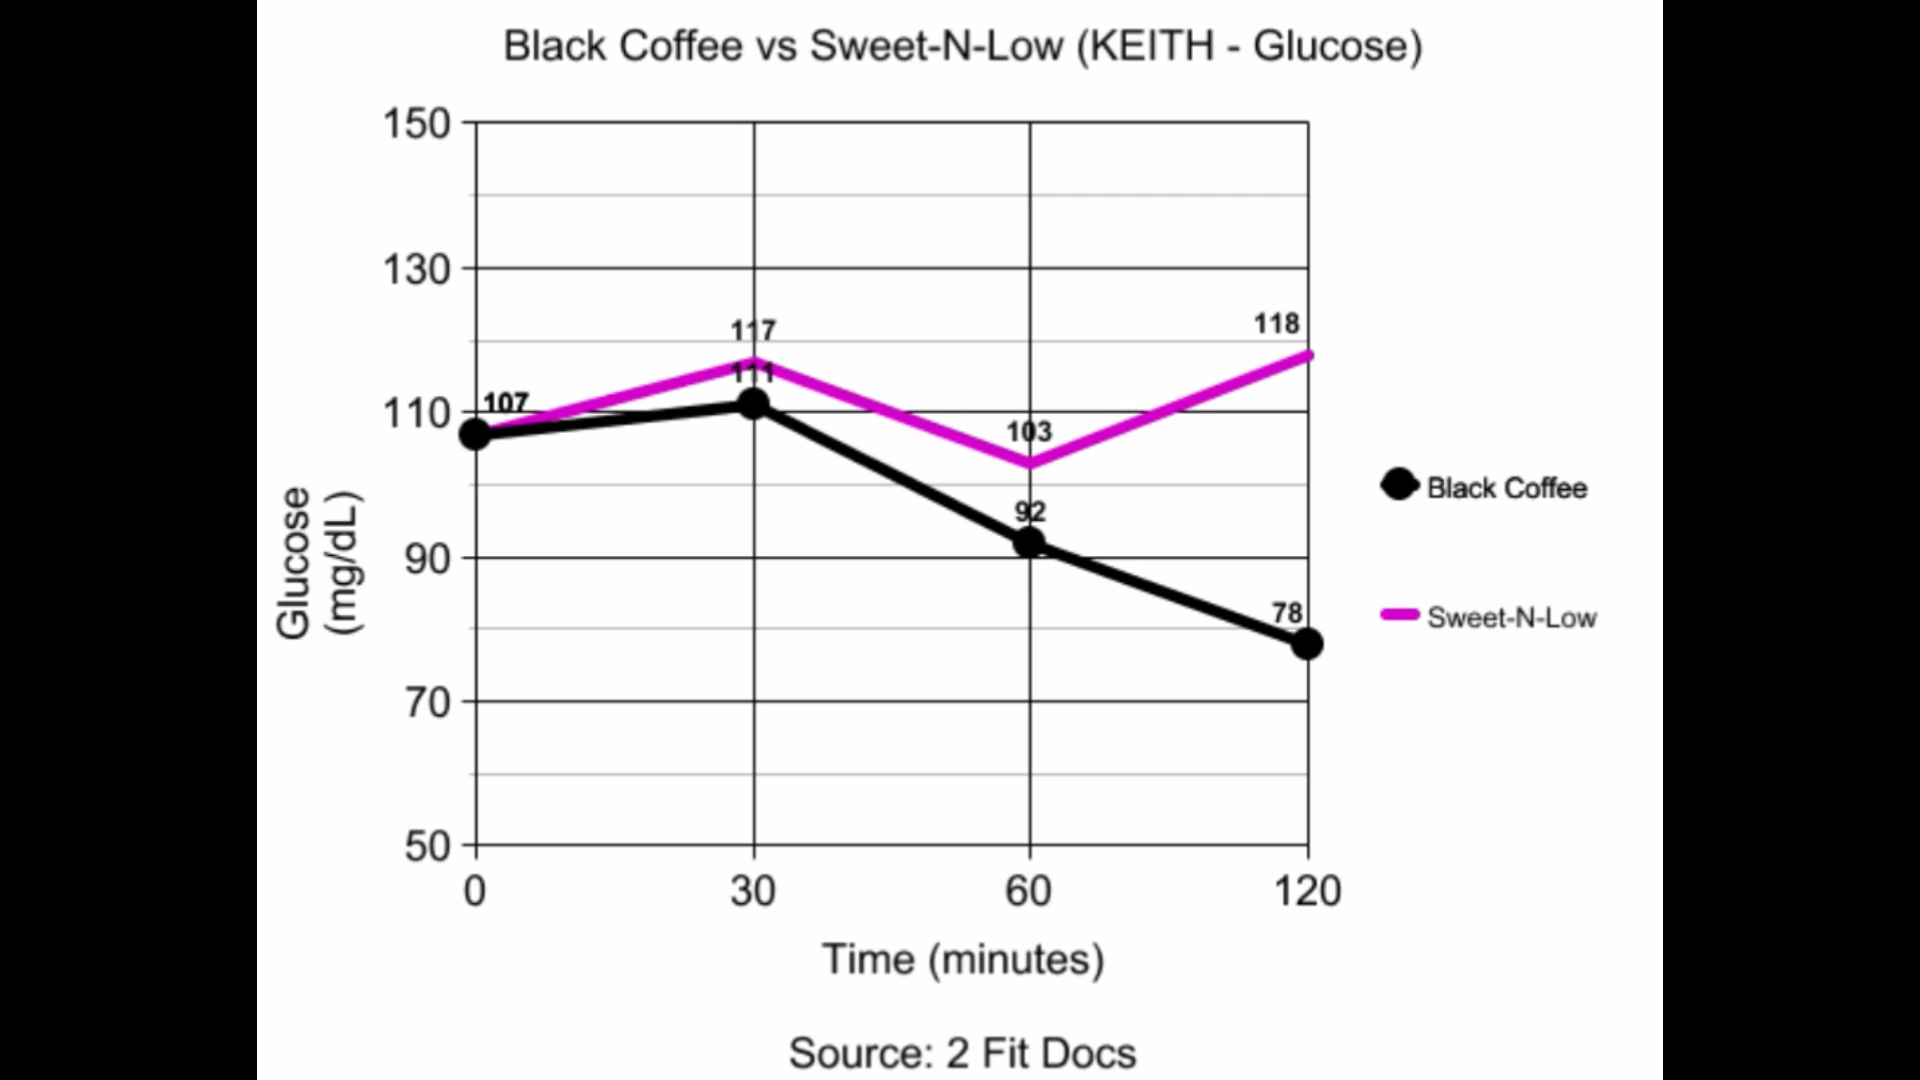 Black Coffee vs Sweet-N-Low (KEITH - Glucose)
150
130
110
90
70
50
Glucose
(mg/dL)
107
117
111
103
92
118
78
0 30 60 120
Time (minutes)
Black Coffee
Sweet-N-Low
Source: 2 Fit Docs